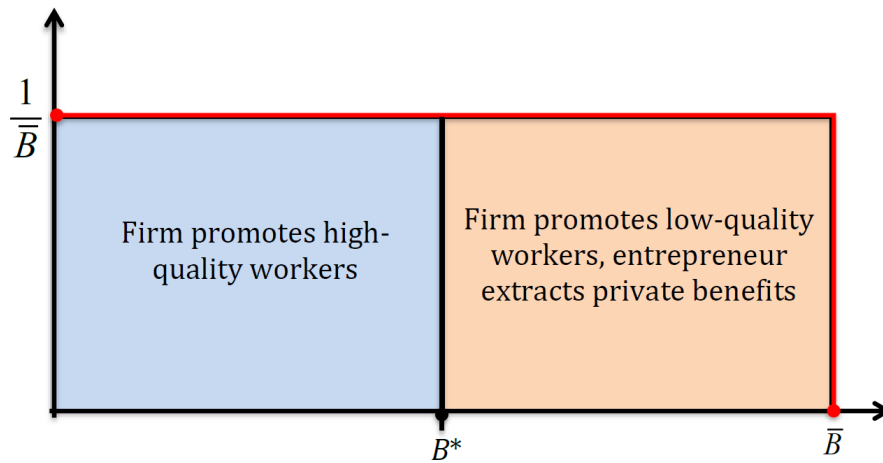 1
B̅
Firm promotes high-
quality workers
Firm promotes low-quality
workers, entrepreneur
extracts private benefits
B*
B̅